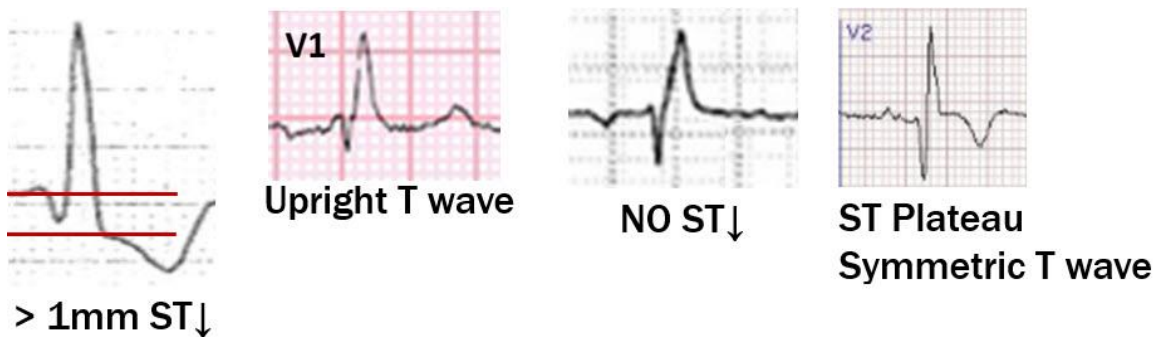 > 1mm ST↓
V1
Upright T wave
NO ST↓
V2
ST Plateau
Symmetric T wave